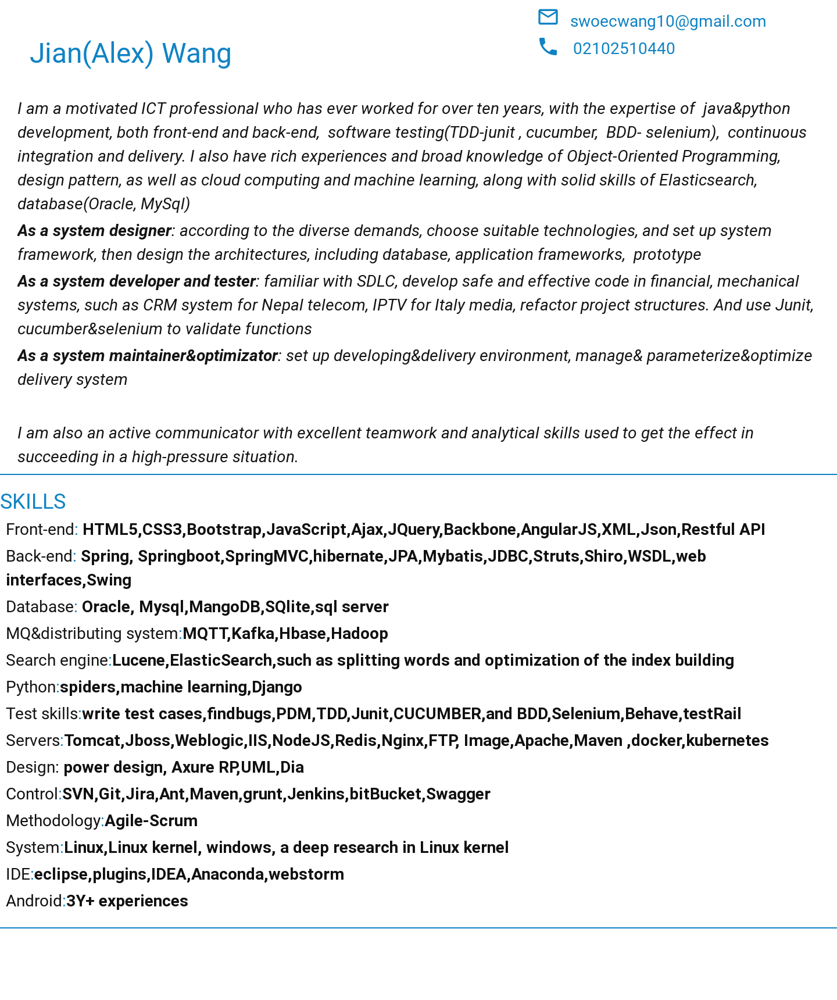 swoecwang10@gmail.com
Jian(Alex) Wang
02102510440
I am a motivated ICT professional who has ever worked for over ten years, with the expertise of  java&python
development, both front-end and back-end,  software testing(TDD-junit , cucumber,  BDD- selenium),  continuous
integration and delivery. I also have rich experiences and broad knowledge of Object-Oriented Programming,
design pattern, as well as cloud computing and machine learning, along with solid skills of Elasticsearch,
database(Oracle, MySql)
As a system designer: according to the diverse demands, choose suitable technologies, and set up system
framework, then design the architectures, including database, application frameworks,  prototype
As a system developer and tester: familiar with SDLC, develop safe and effective code in financial, mechanical
systems, such as CRM system for Nepal telecom, IPTV for Italy media, refactor project structures. And use Junit,
cucumber&selenium to validate functions
As a system maintainer&optimizator: set up developing&delivery environment, manage& parameterize&optimize
delivery system
I am also an active communicator with excellent teamwork and analytical skills used to get the effect in
succeeding in a high-pressure situation.
SKILLS
Front-end: HTML5,CSS3,Bootstrap,JavaScript,Ajax,JQuery,Backbone,AngularJS,XML,Json,Restful API
Back-end: Spring, Springboot,SpringMVC,hibernate,JPA,Mybatis,JDBC,Struts,Shiro,WSDL,web
interfaces,Swing
Database: Oracle, Mysql,MangoDB,SQlite,sql server
MQ&distributing system:MQTT,Kafka,Hbase,Hadoop
Search engine:Lucene,ElasticSearch,such as splitting words and optimization of the index building
Python:spiders,machine learning,Django
Test skills:write test cases,findbugs,PDM,TDD,Junit,CUCUMBER,and BDD,Selenium,Behave,testRail
Servers:Tomcat,Jboss,Weblogic,IIS,NodeJS,Redis,Nginx,FTP, Image,Apache,Maven ,docker,kubernetes
Design: power design, Axure RP,UML,Dia
Control:SVN,Git,Jira,Ant,Maven,grunt,Jenkins,bitBucket,Swagger
Methodology:Agile-Scrum
System:Linux,Linux kernel, windows, a deep research in Linux kernel
IDE:eclipse,plugins,IDEA,Anaconda,webstorm
Android:3Y+ experiences